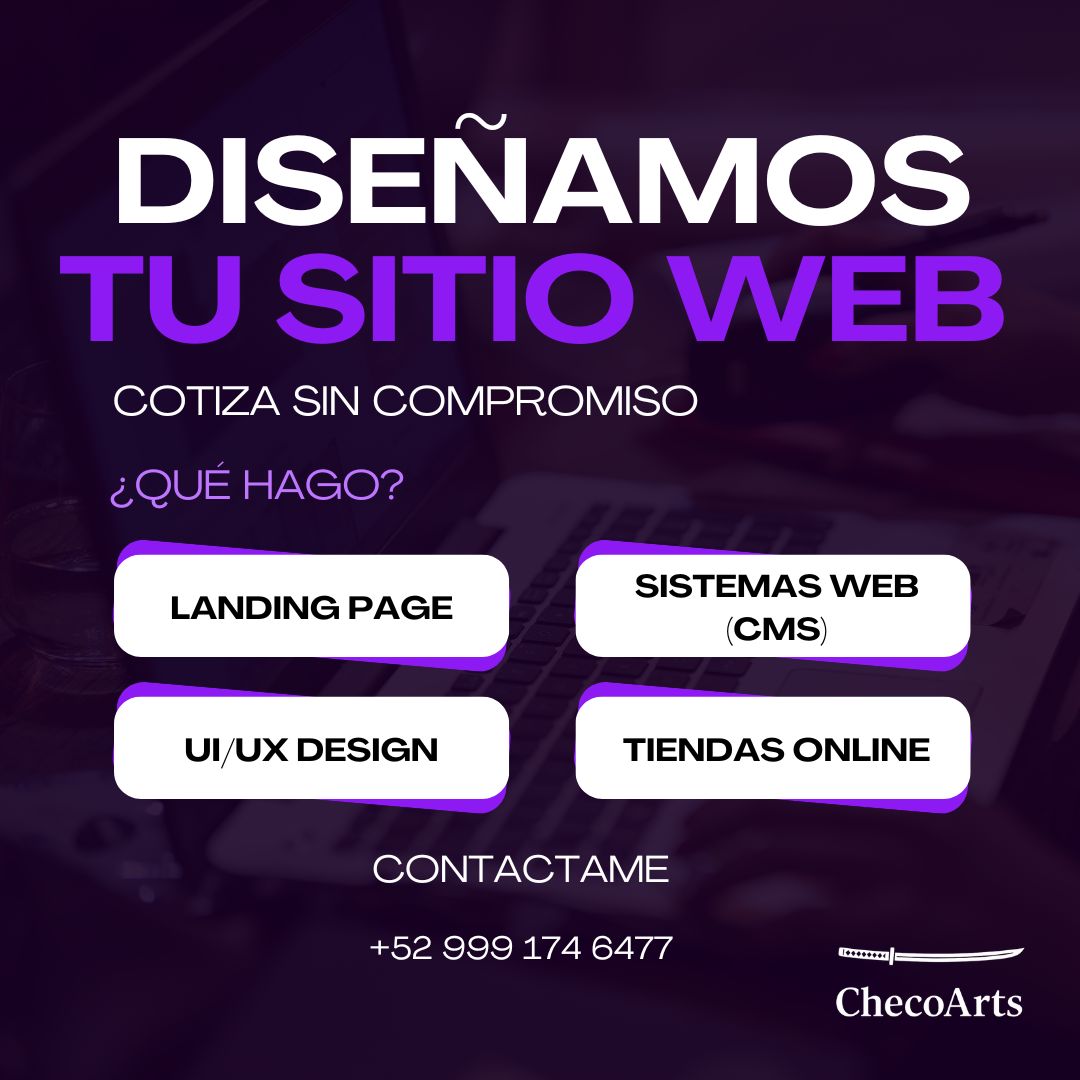 DISEÑAMOS
TU SITIO WEB
COTIZA SIN COMPROMISO
¿QUÉ HAGO?
LANDING PAGE
SISTEMAS WEB
(CMS)
UI/UX DESIGN
TIENDAS ONLINE
CONTACTAME
+52 999 174 6477
ChecoArts